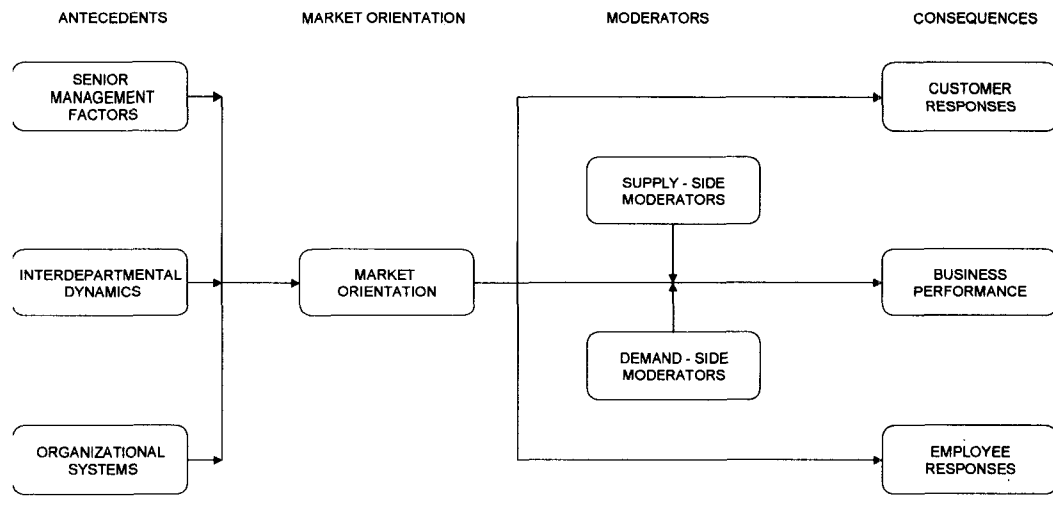 ANTECEDENTS
MARKET ORIENTATION
MODERATORS
CONSEQUENCES
SENIOR
MANAGEMENT
FACTORS
CUSTOMER
RESPONSES
SUPPLY - SIDE
MODERATORS
INTERDEPARTMENTAL
DYNAMICS
MARKET
ORIENTATION
BUSINESS
PERFORMANCE
DEMAND - SIDE
MODERATORS
ORGANIZATIONAL
SYSTEMS
EMPLOYEE
RESPONSES